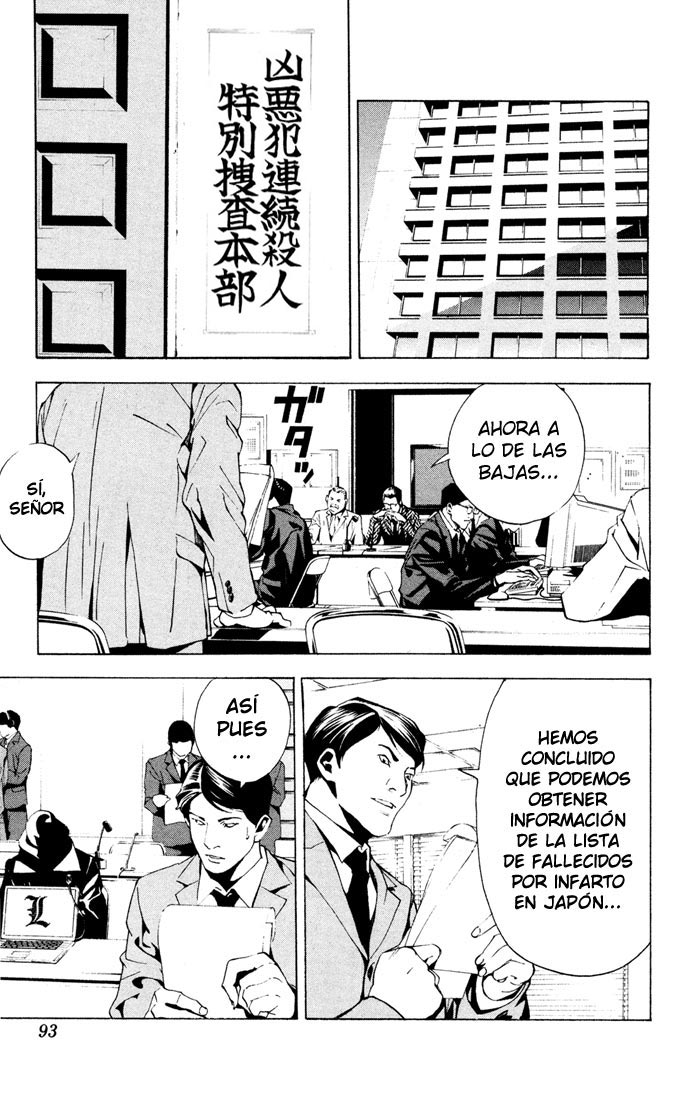 凶悪犯連続殺人
特別捜査本部
ガタッ
AHORA A
LO DE LAS
BAJAS...
SÍ,
SEÑOR
HEMOS
CONCLUIDO
QUE PODEMOS
OBTENER
INFORMACIÓN
DE LA LISTA
DE FALLECIDOS
POR INFARTO
EN JAPÓN...
ASÍ
PUES
...
L
93